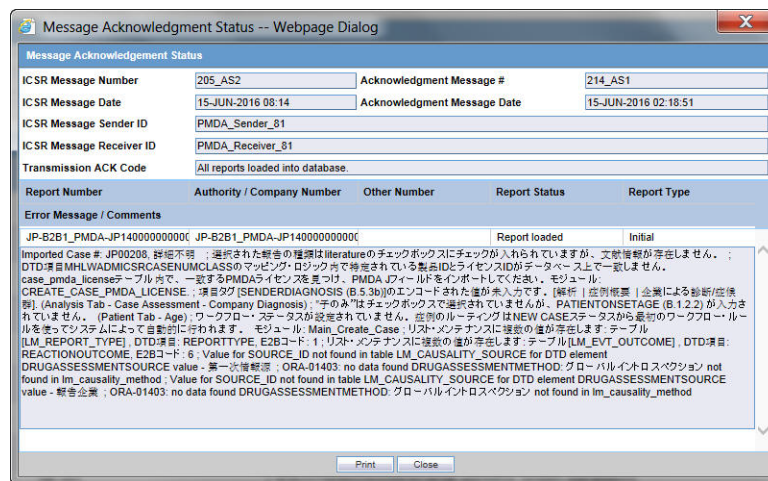 Message Acknowledgment Status -- Webpage Dialog
X
Message Acknowledgement Status
ICSR Message Number 205_AS2 Acknowledgment Message # 214_AS1
ICSR Message Date 15-JUN-2016 08:14 Acknowledgment Message Date 15-JUN-2016 02:18:51
ICSR Message Sender ID PMDA_Sender_81
ICSR Message Receiver ID PMDA_Receiver_81
Transmission ACK Code All reports loaded into database.
Report Number Authority / Company Number Other Number Report Status Report Type
Error Message / Comments
JP-B2B1_PMDA-JP14000000000 JP-B2B1_PMDA-JP14000000000 Report loaded Initial
Imported Case #: JP00208, 詳細不明 ; 選択された報告の種類はliteratureのチェックボックスにチェックが入れられていますが、文献情報が存在しません。 ;
DTD項目MHLWADMICSRCASENUMCLASSのマッピング・ロジック内で特定されている製品IDとライセンスIDがデータベース上で一致しません。
case_pmda_licenseテーブル内で、一致するPMDAライセンスを見つけ、PMDA Jフィールドをインポートしてください。モジュール:
CREATE_CASE_PMDA_LICENSE. ; 項目タグ[SENDERDIAGNOSIS (B.5.3b)]のエンコードされた値が未入力です。[解析 | 症例概要 | 企業による診断/症候
群]. (Analysis Tab - Case Assessment - Company Diagnosis) ; "子のみ"はチェックボックスで選択されていませんが、PATIENTONSETAGE (B.1.2.2) が入力さ
れていません。 (Patient Tab - Age) ; ワークフロー・ステータスが設定されていません。症例のルーティングはNEW CASEステータスから最初のワークフロー・ルー
ルを使ってシステムによって自動的に行われます。 モジュール: Main_Create_Case ; リスト・メンテナンスに複数の値が存在します: テーブル
[LM_REPORT_TYPE] , DTD項目: REPORTTYPE, E2Bコード: 1 ; リスト・メンテナンスに複数の値が存在します: テーブル[LM_EVT_OUTCOME] , DTD項目:
REACTIONOUTCOME, E2Bコード: 6 ; Value for SOURCE_ID not found in table LM_CAUSALITY_SOURCE for DTD element
DRUGASSESSMENTSOURCE value - 第一次情報源 ; ORA-01403: no data found DRUGASSESSMENTMETHOD: グローバルイントロスペクション not
found in lm_causality_method ; Value for SOURCE_ID not found in table LM_CAUSALITY_SOURCE for DTD element DRUGASSESSMENTSOURCE
value - 報告企業 ; ORA-01403: no data found DRUGASSESSMENTMETHOD: グローバルイントロスペクション not found in lm_causality_method
Print Close